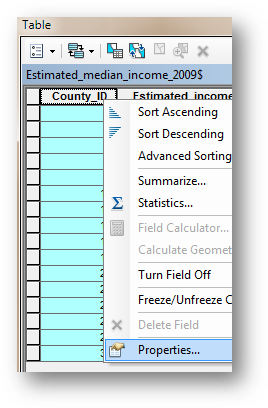 Table
Estimated_median_income_2009$
County_ID Estimated_incom
Sort Ascending
Sort Descending
Advanced Sorting
Summarize...
Σ Statistics...
Field Calculator...
Calculate Geomet
Turn Field Off
Freeze/Unfreeze C
Delete Field
Properties...